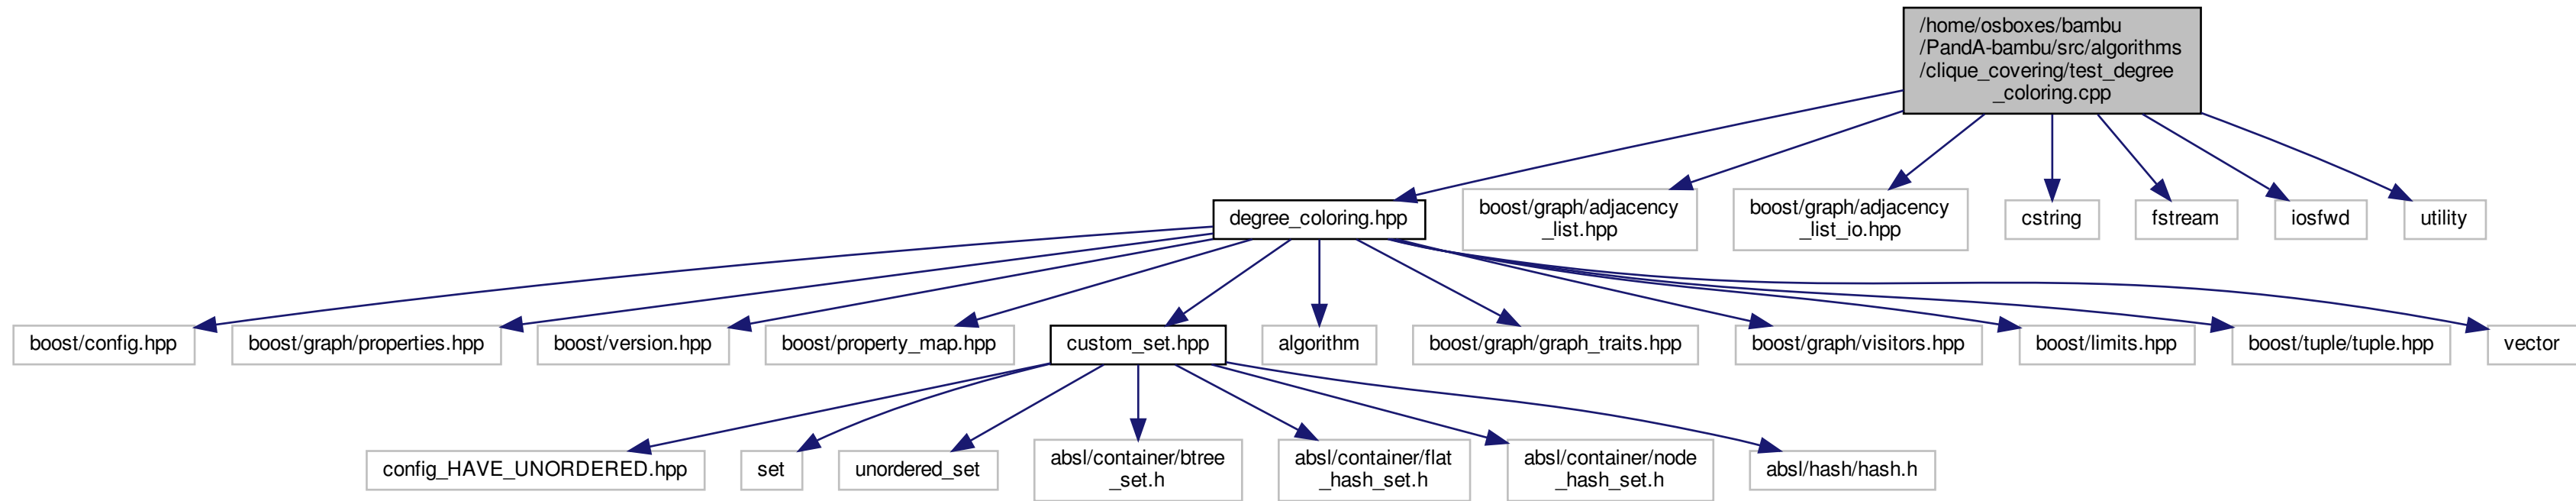 /home/osboxes/bambu
/PandA-bambu/src/algorithms
/clique_covering/test_degree
_coloring.cpp
degree_coloring.hpp
boost/graph/adjacency
_list.hpp
boost/graph/adjacency
_list_io.hpp
cstring
fstream
iosfwd
utility
boost/config.hpp
boost/graph/properties.hpp
boost/version.hpp
boost/property_map.hpp
custom_set.hpp
algorithm
boost/graph/graph_traits.hpp
boost/graph/visitors.hpp
boost/limits.hpp
boost/tuple/tuple.hpp
vector
config_HAVE_UNORDERED.hpp
set
unordered_set
absl/container/btree
_set.h
absl/container/flat
_hash_set.h
absl/container/node
_hash_set.h
absl/hash/hash.h